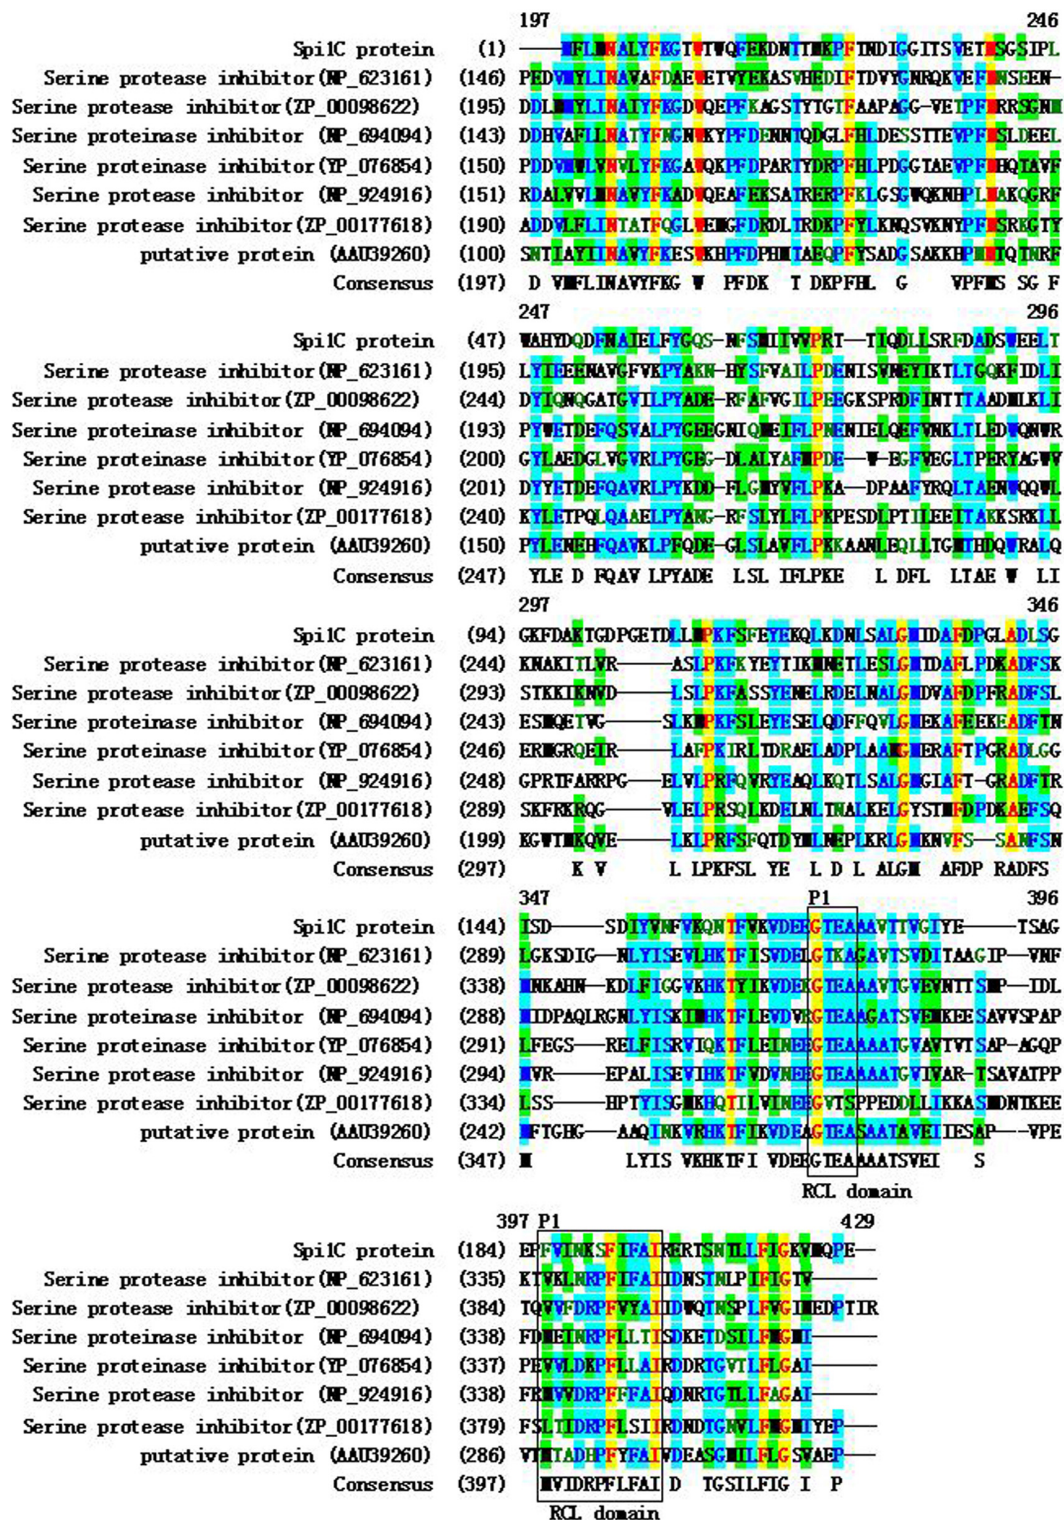 197 246
Spi1C protein (1) ----MFLMNALYFKGTWTWQFEKDNTTMKPFTNDIGGITSVETMSGSIPL
Serine protease inhibitor(NP_623161) (146) PEDVMYLINAVAFDAEWETVYEKASVHEDIFTDVYGNRQKVEFMNSEEN-
Serine protease inhibitor(ZP_00098622) (195) DDLMMYLINAIYFKGDWQEPFKAGSTYTGTFAAPAGG-VETPFMRRSGNM
Serine proteinase inhibitor (NP_694094) (143) DDHVAFLLNATYFNGNWKYPFDENNTQDGLFHLDESSTTEVPFMSLDEEL
Serine proteinase inhibitor(YP_076854) (150) PDDVMWLVNVLYFKGAWQKPFDPARTYDRPFHLPDGGTAEVPFMHQTAVF
Serine protease inhibitor (NP_924916) (151) RDALVVLMNAVYFKADWQEAFEKSATRERPFKLGSGWQKNHPLMAKQGRF
Serine protease inhibitor(ZP_00177618) (190) ADDVLFLINTATFQGLWEMGFDRDLTRDKPFYLKNQSVKNYPFMSRKGTY
putative protein (AAU39260) (100) SNTIAYLINAVYFKESWKHPFDPHMTAEQPFYSADGSAKKHPMMTQTNRF
Consensus (197) D VMFLINAVYFKG W PFDK T DKPFHL G VPFMS SG F
247 296
Spi1C protein (47) WAHYDQDFNAIELFYGQS-NFSMIIVVPRT--TIQDLLSRFDADSWEELT
Serine protease inhibitor(NP_623161) (195) LYIEEENAVGFVKPYAKN-HYSFVAILPDENISVNEYIKTLTGQKFIDLI
Serine protease inhibitor(ZP_00098622) (244) DYIQNQGATGVILPYADE-RFAFVGILPEEGKSPRDFINTTTAADMLKLI
Serine proteinase inhibitor (NP_694094) (193) PYWETDEFQSVALPYGEEGNIQMEIFLPNENIELQEFVNKLTLEDWQNWR
Serine proteinase inhibitor(YP_076854) (200) GYLAEDGLVGVRLPYGEG-DLALYAFMPDE--W-EGFVEGLTPERYAGWV
Serine protease inhibitor (NP_924916) (201) DYYETDEFQAVRLPYKDD-FLGMYVFLPKA--DPAAFYRQLTAENWQQWL
Serine protease inhibitor(ZP_00177618) (240) KYLETPQLQAAELPYANG-RFSLYLFLPKPESDLPTILEEITAKKSRKLL
putative protein (AAU39260) (150) PYLENEHFQAVKLPFQDE-GLSLAVFLPKKAANLEQLLTGMTHDQWRALQ
Consensus (247) YLE D FQAV LPYADE LSL IFLPKE L DFL LTAE W LI
297 346
Spi1C protein (94) GKFDAKTGDPGETDLLMPKFSFEYEKQLKDNLSALGMIDAFDPGLADLSG
Serine protease inhibitor(NP_623161) (244) KNAKITLVR-----ASLPKFKYEYTIKMNETLESLGMTDAFLPDKADFSK
Serine protease inhibitor(ZP_00098622) (293) STKKIKNVD-----LSLPKFASSYENELRDELNALGMDVAFDPFRADFSL
Serine proteinase inhibitor (NP_694094) (243) ESMQETVG------SLKMPKFSLEYESELQDFFQVLGMEKAFEEKEADFTN
Serine proteinase inhibitor(YP_076854) (246) ERMGRQEIR-----LAFPKIRLTDRAELADPLAAMGMERAFTPGRADLGG
Serine protease inhibitor (NP_924916) (248) GPRTFARRPG----ELVLPRFQVRYEAQLKQTLSALGMGIAFT-GRADFTR
Serine protease inhibitor(ZP_00177618) (289) SKFRKRQG------VLELPRSQLKDELNLTNALKELGYSTMFDPDKAEFSQ
putative protein (AAU39260) (199) KGWTMKQVE-----LKLPRFSFQTDYMLNEPLKRLGMKNVFS--SANFSN
Consensus (297) K V L LPKFSL YE L D L ALGM AFDP RADFS
347 P1 396
Spi1C protein (144) ISD----SDIYVNFVKQNTFVKVDEEGTEAAAVTTVGIYE----TSAG
Serine protease inhibitor(NP_623161) (289) LGKSDIG--NLYISEVLHKTFISVDELGTKAGAVTSVDITAAGIP--VNF
Serine protease inhibitor(ZP_00098622) (338) MNKAHN--KDLFIGGVKHKTYIKVDEKGTEAAAVTGVEVNTTSMP--IDL
Serine proteinase inhibitor (NP_694094) (288) MIDPAQLRGNLYISKIMHKTFLEVDVRGTEAAGATSVEMKEESAVVSPAP
Serine proteinase inhibitor(YP_076854) (291) LFEGS---RELFISRVIQKTFLEINEEGTEAAAATGVAVTVTSAP-AGQP
Serine protease inhibitor (NP_924916) (294) MVR----EPALISEVIHKTFVDVNEEGTEAAAATGVIVAR-TSAVATPP
Serine protease inhibitor(ZP_00177618) (334) LSS----HPTYISGMKHQTILVINEEGVTSPPEDDLLIKKASMDNTKEE
putative protein (AAU39260) (242) MFTGHG---AAQINKVRHKTFIKVDEAGTEASAATAVEIIESAP--VPE
Consensus (347) M LYIS VKHKTFI VDEEGTEAAAATSVEI S
RCL domain
397 P1 429
Spi1C protein (184) EPFVINKSFIFAIRERTSNTLLFIGKVMQPE--
Serine protease inhibitor(NP_623161) (335) KTVKLNRPFIFAIIDNSTNLPIFIGTV------
Serine protease inhibitor(ZP_00098622) (384) TQVVFDRPFVYAIIDWQTNSPLFVGIMEDPTIR
Serine proteinase inhibitor (NP_694094) (338) FDMEINRPFLLTISDKETDSILFMGMI------
Serine proteinase inhibitor(YP_076854) (337) PEVVLDKPFLLAIRDDRTGVTLFLGAI------
Serine protease inhibitor (NP_924916) (338) FRMVVDRPFFFAIQDNRTGTLLFAGAI------
Serine protease inhibitor(ZP_00177618) (379) FSLTIDRPFLSIIRDNDTGNVLFMGMIYEP---
putative protein (AAU39260) (286) VTMTADHPFYFAIVDEASGMILFLGSVAEP---
Consensus (397) MVIDRPFLFAI D TGSILFIG I P
RCL domain